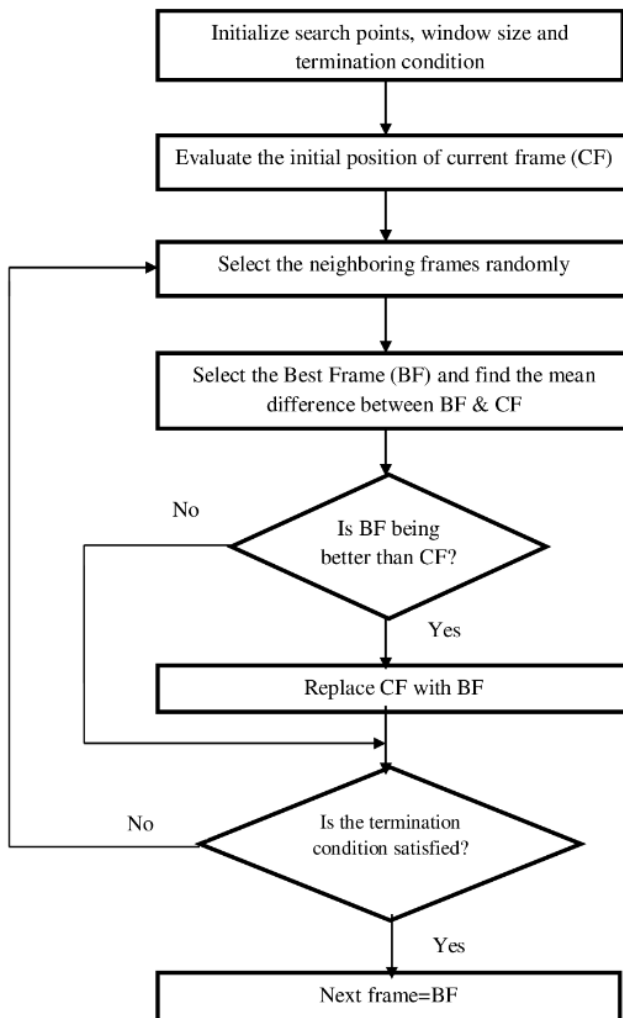 Initialize search points, window size and
termination condition
Evaluate the initial position of current frame (CF)
Select the neighboring frames randomly
Select the Best Frame (BF) and find the mean
difference between BF & CF
No
Is BF being
better than CF?
Yes
Replace CF with BF
No
Is the termination
condition satisfied?
Yes
Next frame=BF